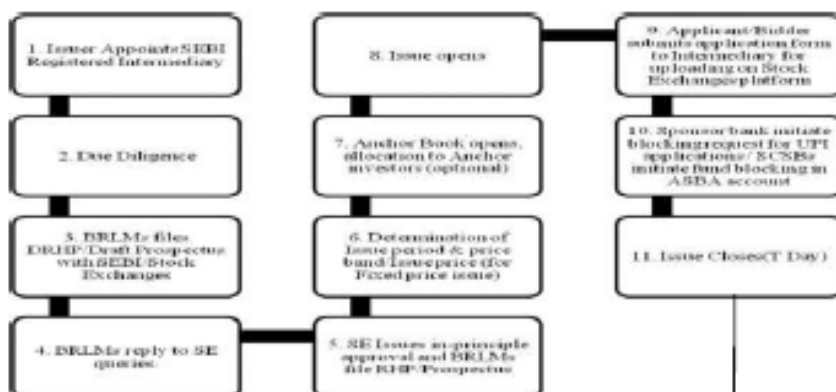 1. Issuer Appoints SEBI
Registered Intermediary
2. Due Diligence
3. BRLMs files
DRHP/Draft Prospectus
with SEBI/Stock
Exchanges
4. BRLMs reply to SE
queries.
5. SE Issues in-principle
approval and BRLMs
file RHP/Prospectus
6. Determination of
Issue period & price
band/Issue price (for
Fixed price issue)
7. Anchor Book opens,
allocation to Anchor
investors (optional)
8. Issue opens
9. Applicant/Bidder
submits application form
to Intermediary for
uploading on Stock
Exchanges platform
10. Sponsor bank initiate
blocking request for UPI
applications/ SCSBs
initiate fund blocking in
ASBA account
11. Issue Closes(T Day)